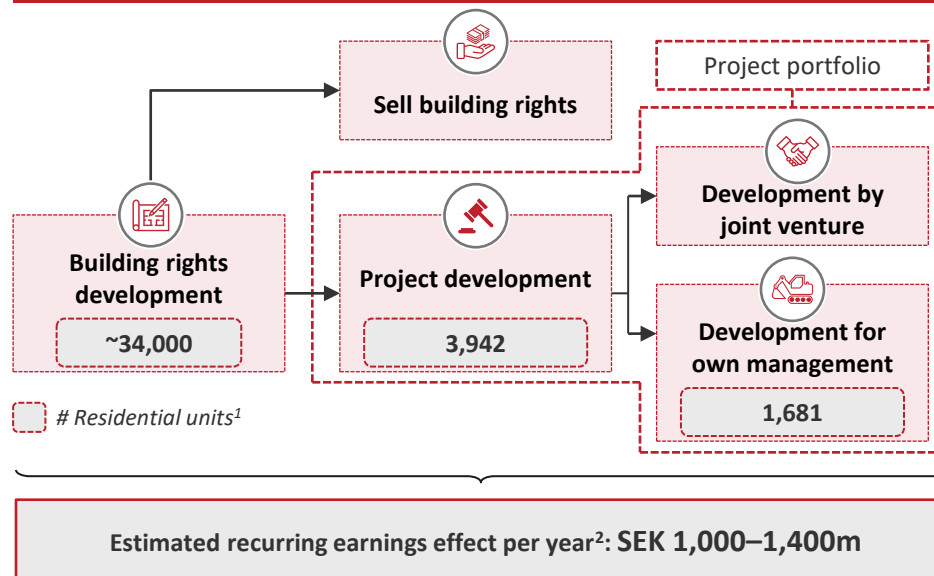 Sell building rights
Project portfolio
Building rights
development
~34,000
Project development
3,942
Development by
joint venture
Development for
own management
1,681
# Residential units¹
Estimated recurring earnings effect per year²: SEK 1,000–1,400m